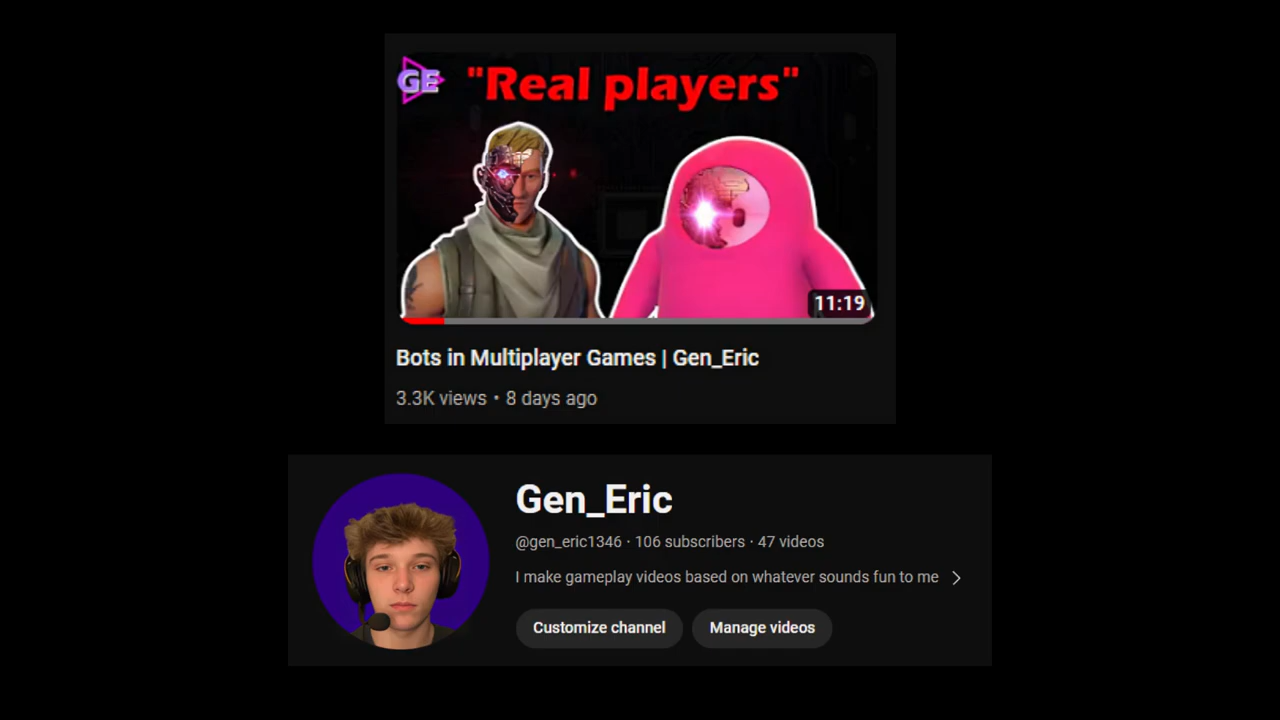 GE
"Real players"
11:19
Bots in Multiplayer Games | Gen_Eric
3.3K views • 8 days ago
Gen_Eric
@gen_eric1346 · 106 subscribers · 47 videos
I make gameplay videos based on whatever sounds fun to me
Customize channel Manage videos